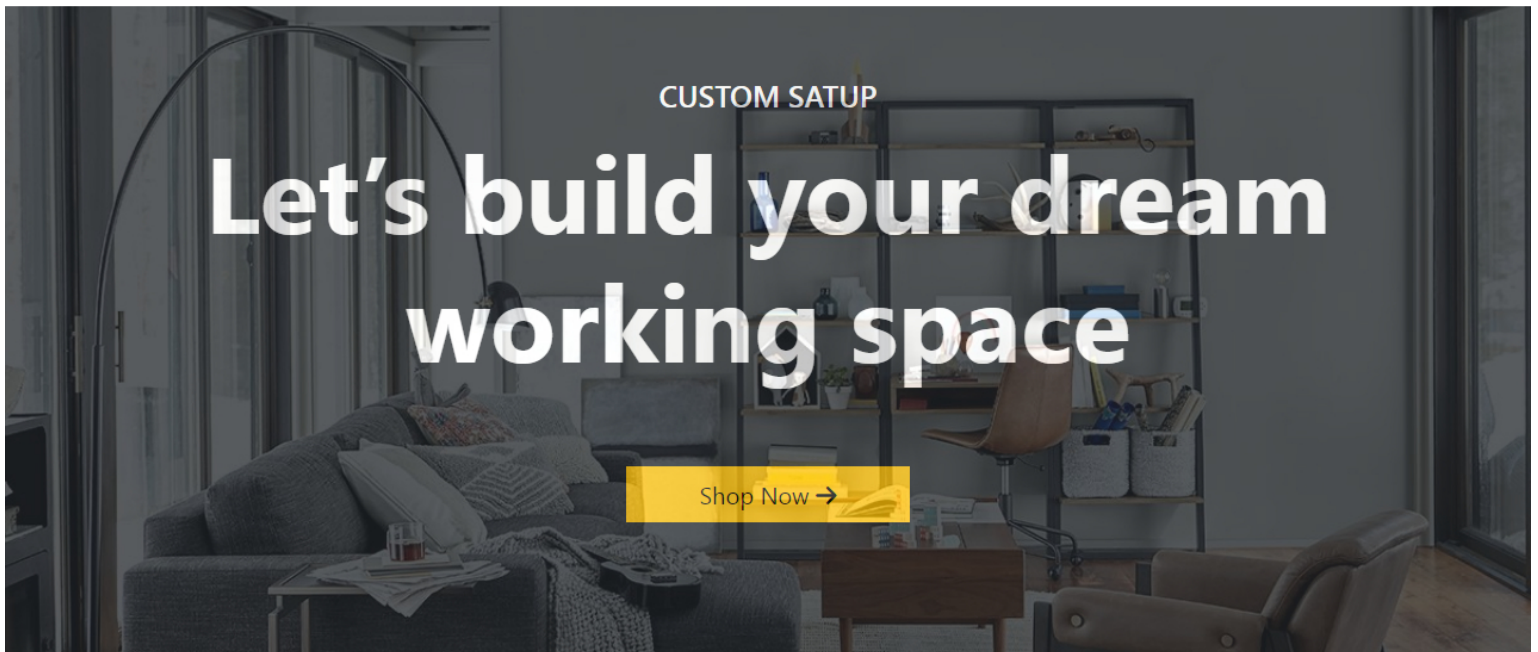 CUSTOM SATUP
Let’s build your dream
working space
Shop Now →